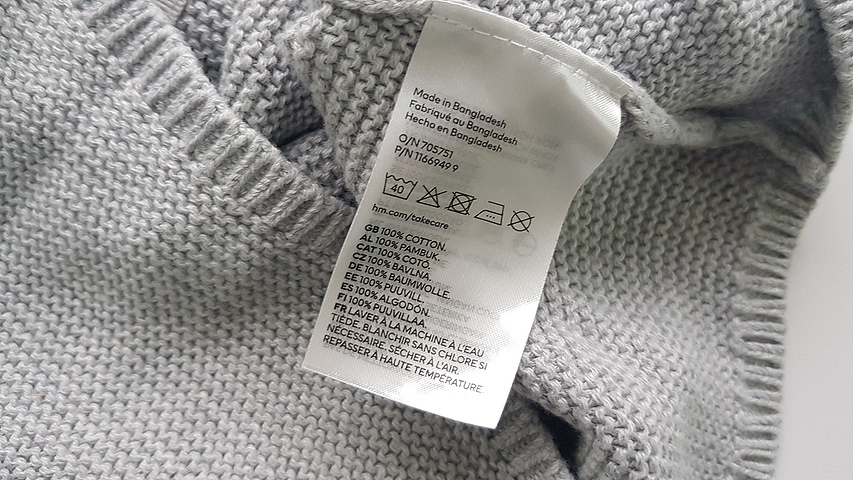 Made in Bangladesh
Fabriqué au Bangladesh
Hecho en Bangladesh
O/N 705751
P/N 1166949 9
40
hm.com/takecare
GB 100% COTTON.
AL 100% PAMBUK.
CAT 100% COTÓ.
CZ 100% BAVLNA.
DE 100% BAUMWOLLE.
EE 100% PUUVILL.
ES 100% ALGODÓN.
FI 100% PUUVILLAA.
FR LAVER À LA MACHINE À L'EAU
TIÈDE. BLANCHIR SANS CHLORE SI
NÉCESSAIRE. SÉCHER À L'AIR.
REPASSER À HAUTE TEMPÉRATURE.